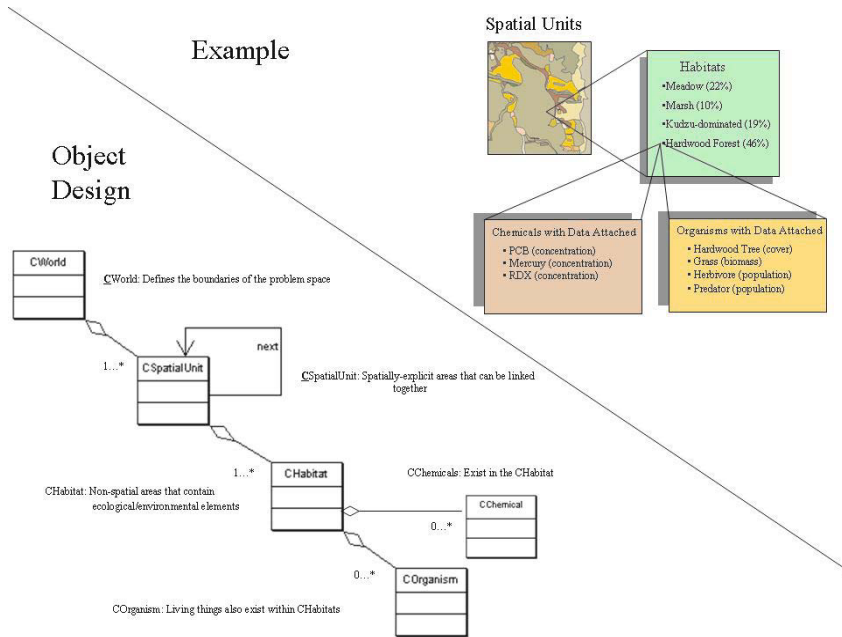 Example
Spatial Units
Habitats
•Meadow (22%)
•Marsh (10%)
•Kudzu-dominated (19%)
•Hardwood Forest (46%)
Chemicals with Data Attached
• PCB (concentration)
• Mercury (concentration)
• RDX (concentration)
Organisms with Data Attached
• Hardwood Tree (cover)
• Grass (biomass)
• Herbivore (population)
• Predator (population)
Object
Design
CWorld
CWorld: Defines the boundaries of the problem space
next
1...*
CSpatialUnit
CSpatialUnit: Spatially-explicit areas that can be linked
together
1...*
CHabitat
CHabitat: Non-spatial areas that contain
ecological/environmental elements
CChemicals: Exist in the CHabitat
CChemical
0...*
0...*
COrganism
COrganism: Living things also exist within CHabitats